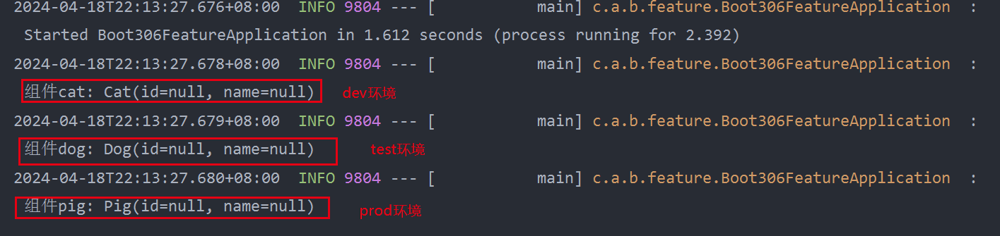 2024-04-18T22:13:27.676+08:00  INFO 9804 --- [           main] c.a.b.feature.Boot306FeatureApplication  :
Started Boot306FeatureApplication in 1.612 seconds (process running for 2.392)
2024-04-18T22:13:27.678+08:00  INFO 9804 --- [           main] c.a.b.feature.Boot306FeatureApplication  :
组件cat: Cat(id=null, name=null) dev环境
2024-04-18T22:13:27.679+08:00  INFO 9804 --- [           main] c.a.b.feature.Boot306FeatureApplication  :
组件dog: Dog(id=null, name=null) test环境
2024-04-18T22:13:27.680+08:00  INFO 9804 --- [           main] c.a.b.feature.Boot306FeatureApplication  :
组件pig: Pig(id=null, name=null) prod环境